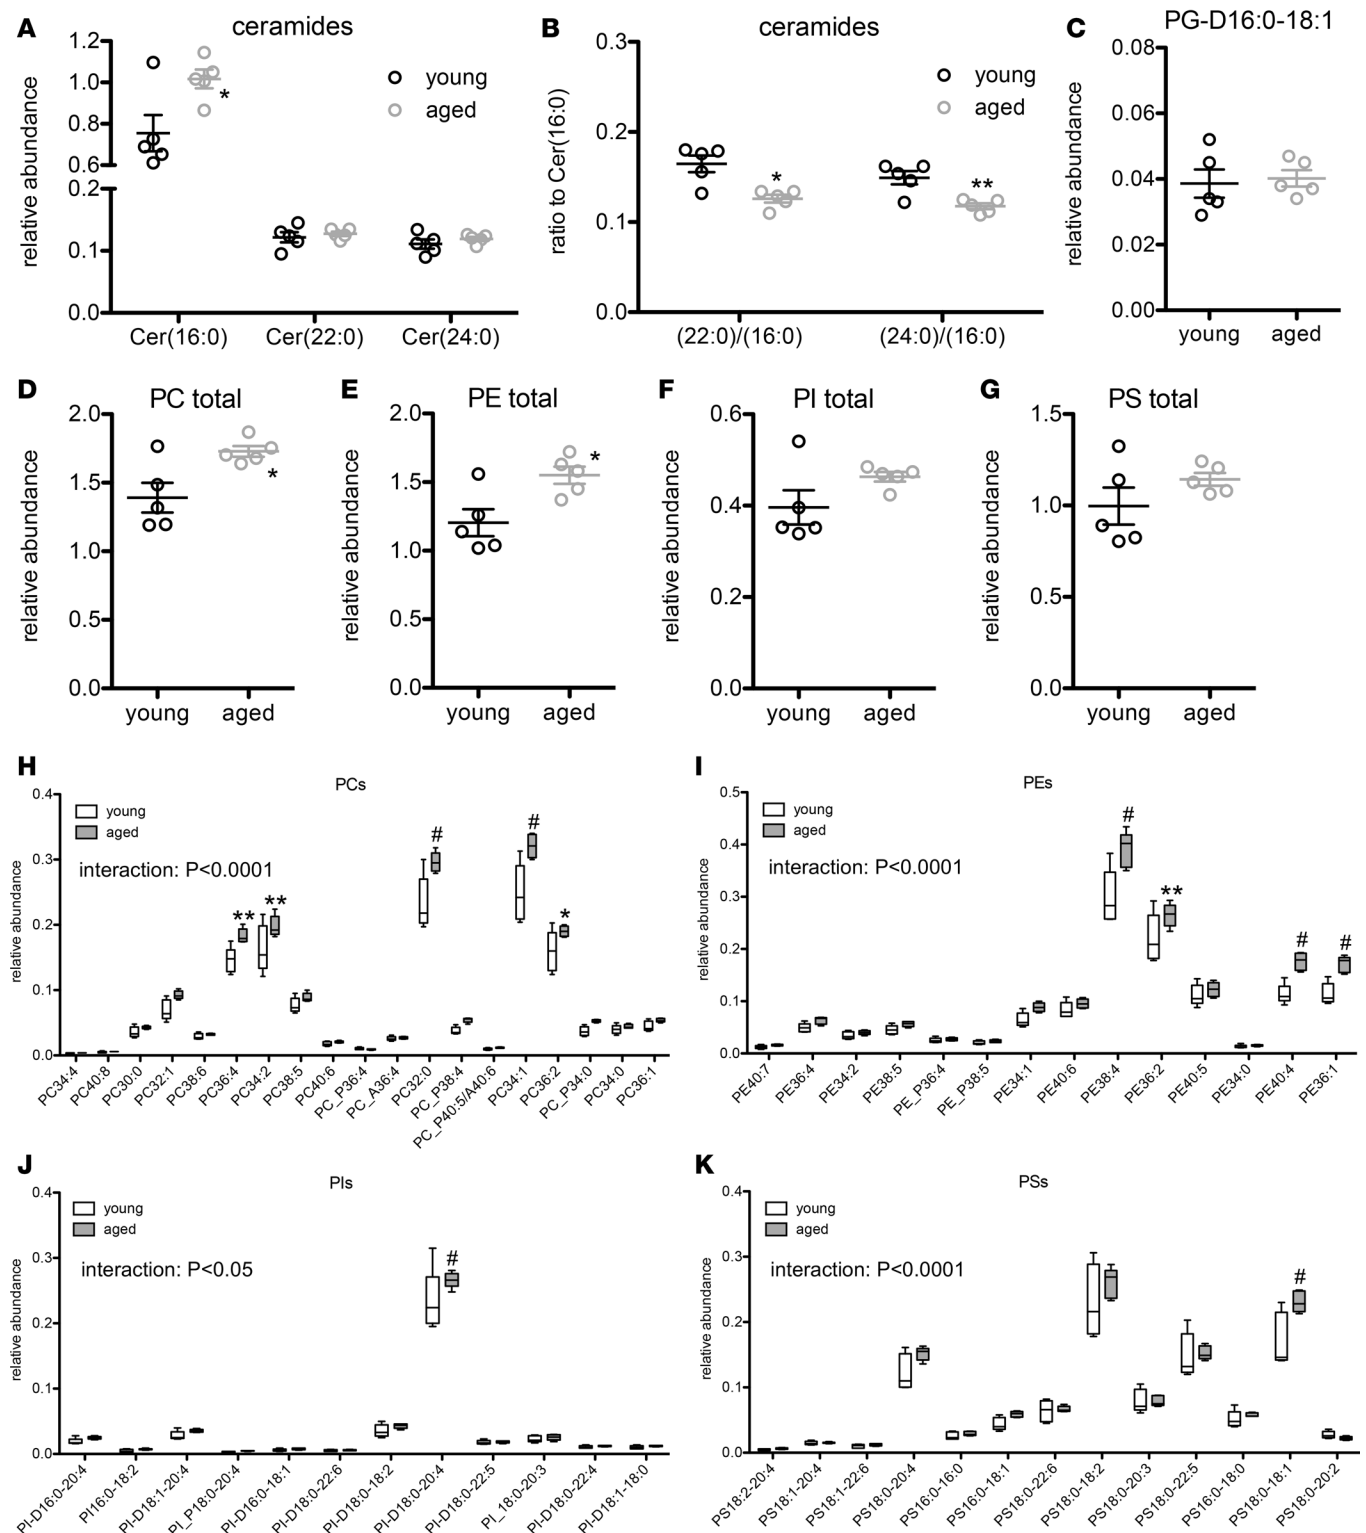 A
ceramides
relative abundance
1.2
1.0
0.8
0.6
0.2
0.1
0.0
young
aged
*
Cer(16:0) Cer(22:0) Cer(24:0)
B
ceramides
ratio to Cer(16:0)
0.3
0.2
0.1
0.0
young
aged
* **
(22:0)/(16:0) (24:0)/(16:0)
C
PG-D16:0-18:1
relative abundance
0.08
0.06
0.04
0.02
0.00
young aged
D
PC total
relative abundance
2.0
1.5
1.0
0.5
0.0
*
young aged
E
PE total
relative abundance
2.0
1.5
1.0
0.5
0.0
*
young aged
F
PI total
relative abundance
0.6
0.4
0.2
0.0
young aged
G
PS total
relative abundance
1.5
1.0
0.5
0.0
young aged
H
PCs
relative abundance
0.4
0.3
0.2
0.1
0.0
young
aged
interaction: P<0.0001
** ** # # *
PC34:4
PC40:8
PC30:0
PC32:1
PC38:6
PC36:4
PC34:2
PC38:5
PC40:6
PC_P36:4
PC_A36:4
PC32:0
PC_P38:4
PC_P40:5/A40:6
PC34:1
PC36:2
PC_P34:0
PC34:0
PC36:1
I
PEs
relative abundance
0.5
0.4
0.3
0.2
0.1
0.0
young
aged
interaction: P<0.0001
# ** # #
PE40:7
PE36:4
PE34:2
PE38:5
PE_P36:4
PE_P38:5
PE34:1
PE40:6
PE38:4
PE36:2
PE40:5
PE34:0
PE40:4
PE36:1
J
PIs
relative abundance
0.4
0.3
0.2
0.1
0.0
young
aged
interaction: P<0.05
#
PI-D16:0-20:4
PI16:0-18:2
PI-D18:1-20:4
PI_P18:0-20:4
PI-D16:0-18:1
PI-D18:0-22:6
PI-D18:0-18:2
PI-D18:0-20:4
PI-D18:0-22:5
PI_18:0-20:3
PI-D18:0-22:4
PI-D18:1-18:0
K
PSs
relative abundance
0.4
0.3
0.2
0.1
0.0
young
aged
interaction: P<0.0001
#
PS18:2-20:4
PS18:1-20:4
PS18:1-22:6
PS18:0-20:4
PS16:0-16:0
PS16:0-18:1
PS18:0-22:6
PS18:0-18:2
PS18:0-20:3
PS18:0-22:5
PS16:0-18:0
PS18:0-18:1
PS18:0-20:2